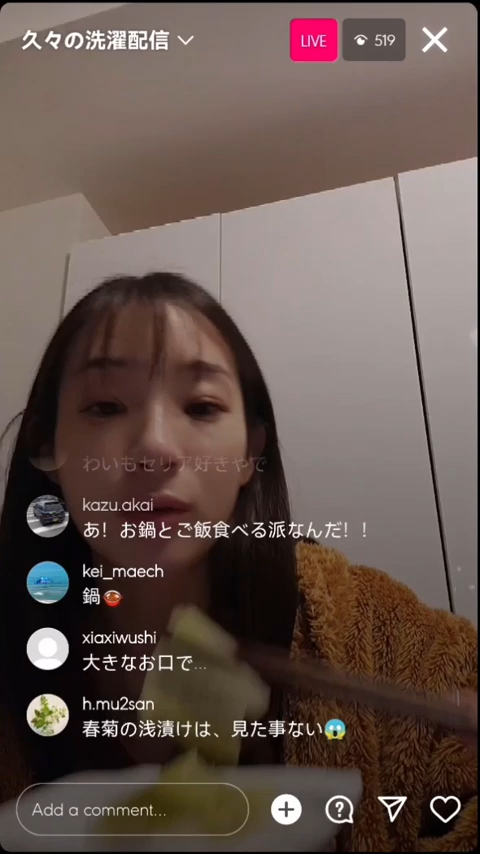 久々の洗濯配信
LIVE
519
わいもセリア好きやで
kazu.akai
あ！お鍋とご飯食べる派なんだ！！
kei_maech
鍋🍲
xiaxiwushi
大きなお口で...
h.mu2san
春菊の浅漬けは、見た事ない😱
Add a comment...